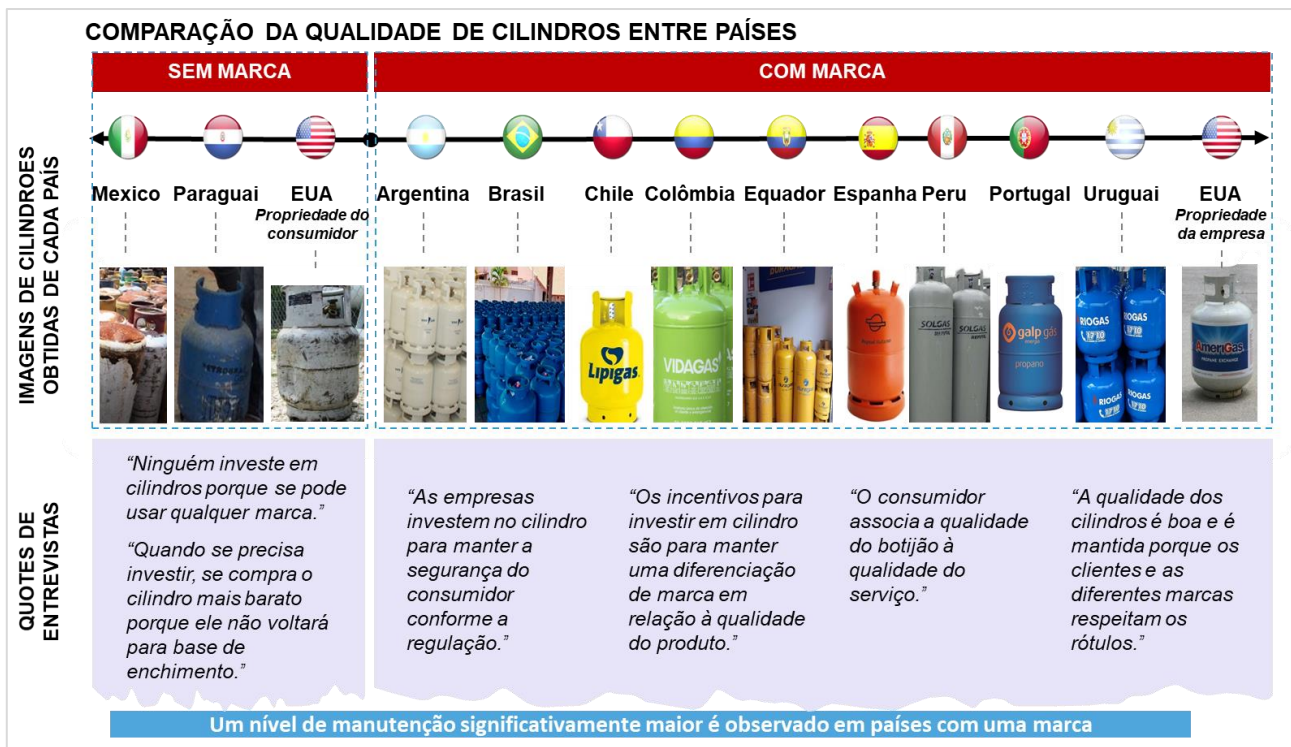 COMPARAÇÃO DA QUALIDADE DE CILINDROS ENTRE PAÍSES
SEM MARCA
COM MARCA
IMAGENS DE CILINDROES
OBTIDAS DE CADA PAÍS
Mexico
Paraguai
EUA
Propriedade do
consumidor
Argentina
Brasil
Chile
Colômbia
Equador
Espanha
Peru
Portugal
Uruguai
EUA
Propriedade
da empresa
LIPIGAS
VIDAGAS
SOLGAS
SOLGAS
galp gás
energia
propano
RIOGAS
1710
RIOGAS
1710
RIOGAS
RIOGAS
AmeriGas
PROPANE EXCHANGE
QUOTES DE
ENTREVISTAS
“Ninguém investe em
cilindros porque se pode
usar qualquer marca.”
“Quando se precisa
investir, se compra o
cilindro mais barato
porque ele não voltará
para base de
enchimento.”
“As empresas
investem no cilindro
para manter a
segurança do
consumidor
conforme a
regulação.”
“Os incentivos para
investir em cilindro
são para manter
uma diferenciação
de marca em
relação à qualidade
do produto.”
“O consumidor
associa a qualidade
do botijão à
qualidade do
serviço.”
“A qualidade dos
cilindros é boa e é
mantida porque os
clientes e as
diferentes marcas
respeitam os
rótulos.”
Um nível de manutenção significativamente maior é observado em países com uma marca